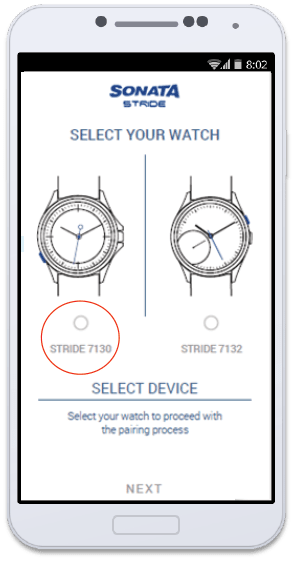 8:02
SONATA
STRIDE
SELECT YOUR WATCH
STRIDE 7130
STRIDE 7132
SELECT DEVICE
Select your watch to proceed with
the pairing process
NEXT